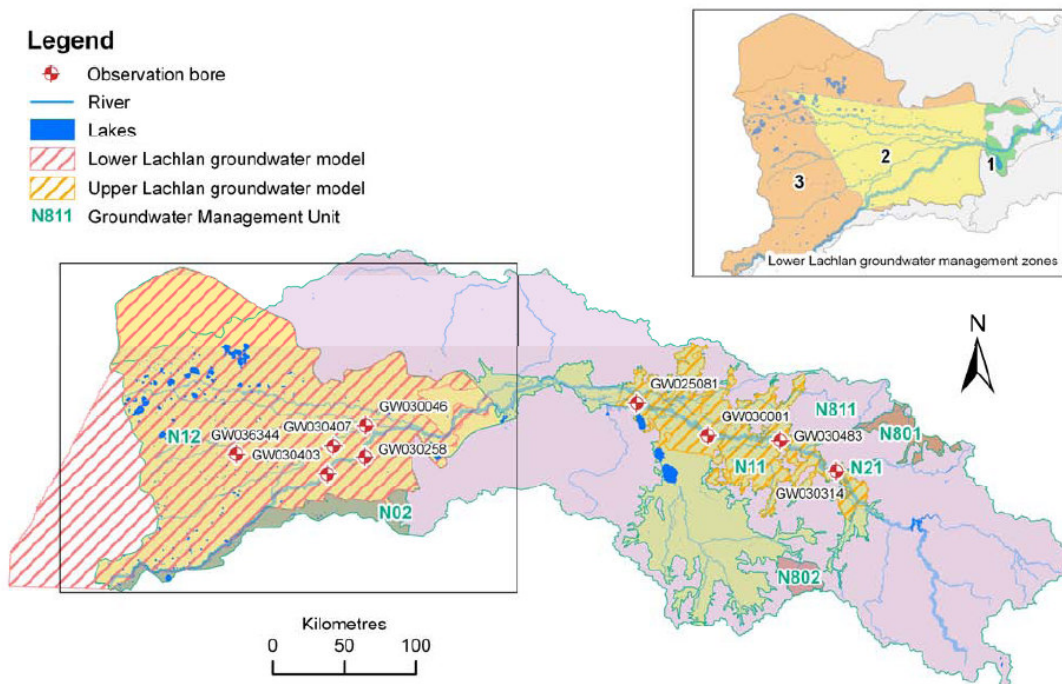 Legend
Observation bore
River
Lakes
Lower Lachlan groundwater model
Upper Lachlan groundwater model
N811 Groundwater Management Unit
1
2
3
Lower Lachlan groundwater management zones
N
GW025081
GW030046
GW030001
N811
GW030407
GW036344
N12
GW030483
N801
GW030403
GW030258
N11
N21
GW030314
N02
N802
Kilometres
0 50 100